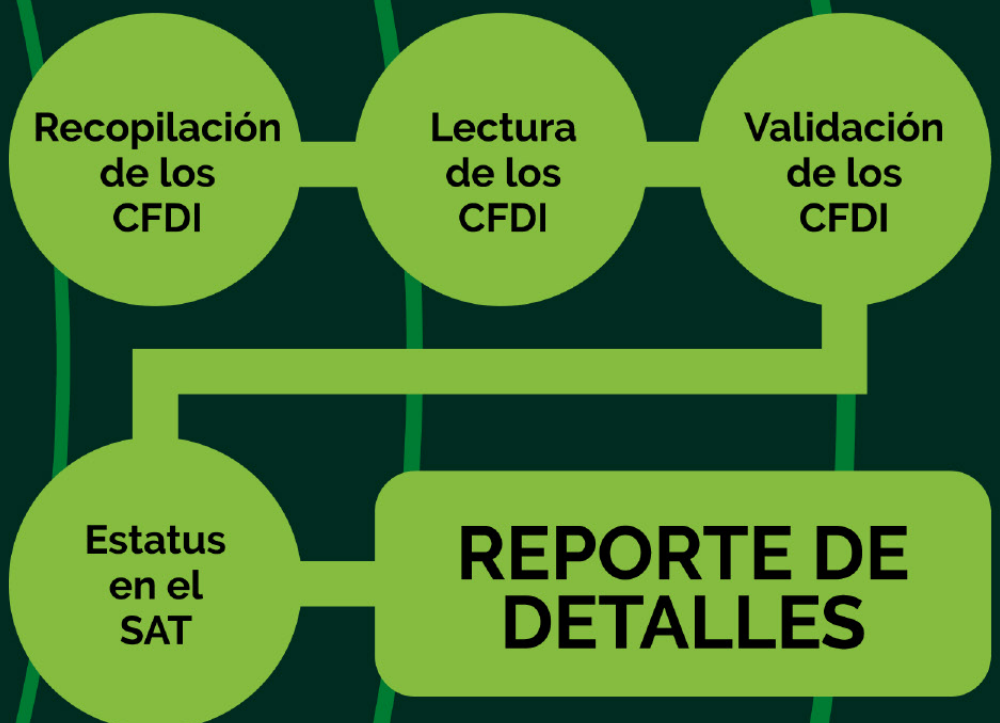 Recopilación
de los
CFDI
Lectura
de los
CFDI
Validación
de los
CFDI
Estatus
en el
SAT
REPORTE DE
DETALLES